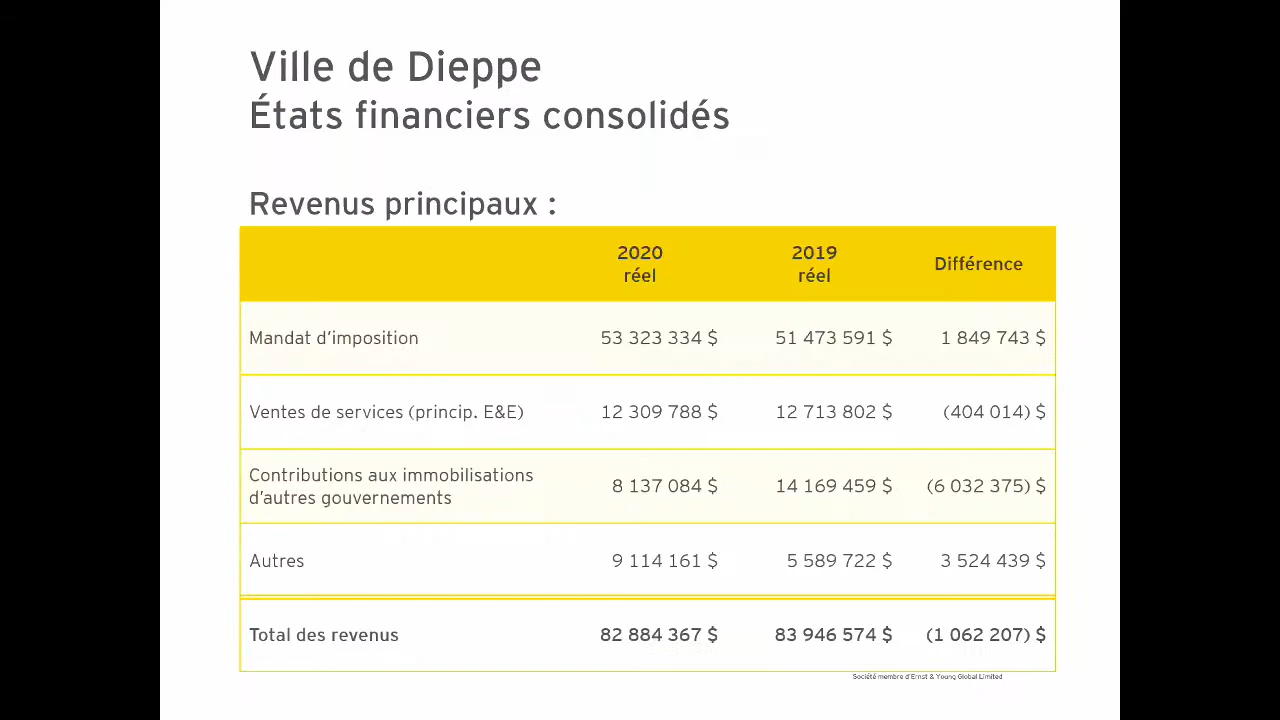 Ville de Dieppe
États financiers consolidés
Revenus principaux :
2020 réel 2019 réel Différence
Mandat d’imposition 53 323 334 $ 51 473 591 $ 1 849 743 $
Ventes de services (princip. E&E) 12 309 788 $ 12 713 802 $ (404 014) $
Contributions aux immobilisations
d’autres gouvernements 8 137 084 $ 14 169 459 $ (6 032 375) $
Autres 9 114 161 $ 5 589 722 $ 3 524 439 $
Total des revenus 82 884 367 $ 83 946 574 $ (1 062 207) $
Société membre d’Ernst & Young Global Limited